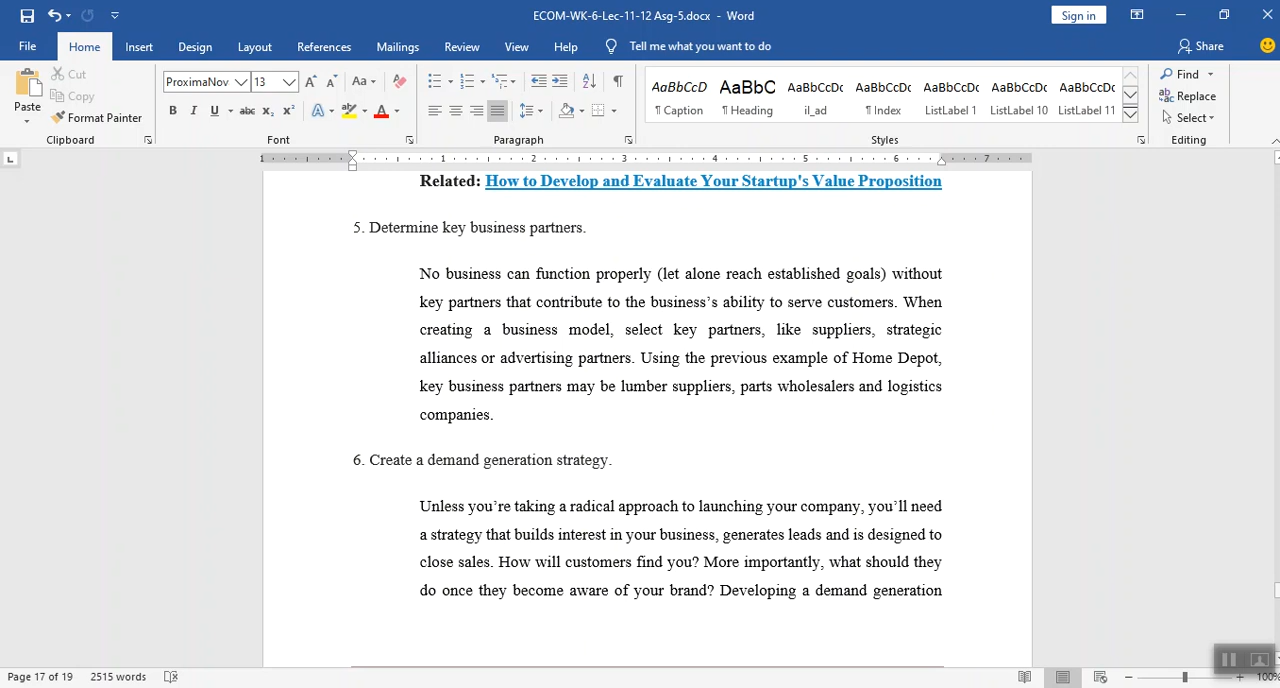 ECOM-WK-6-Lec-11-12 Asg-5.docx - Word
Sign in
File Home Insert Design Layout References Mailings Review View Help Tell me what you want to do Share
Paste
Cut
Copy
Format Painter
Clipboard
ProximaNov 13
Aa
B I U abc x₂ x² A A
Font
Paragraph
AaBbCcD AaBbC AaBbCcDc AaBbCcDc AaBbCcDc AaBbCcDc AaBbCcDc
¶ Caption ¶ Heading il_ad ¶ Index ListLabel 1 ListLabel 10 ListLabel 11
Styles
Find
Replace
Select
Editing
1 1 2 3 4 5 6 7
Related: How to Develop and Evaluate Your Startup's Value Proposition
5. Determine key business partners.
No business can function properly (let alone reach established goals) without
key partners that contribute to the business’s ability to serve customers. When
creating a business model, select key partners, like suppliers, strategic
alliances or advertising partners. Using the previous example of Home Depot,
key business partners may be lumber suppliers, parts wholesalers and logistics
companies.
6. Create a demand generation strategy.
Unless you’re taking a radical approach to launching your company, you’ll need
a strategy that builds interest in your business, generates leads and is designed to
close sales. How will customers find you? More importantly, what should they
do once they become aware of your brand? Developing a demand generation
Page 17 of 19 2515 words 100%